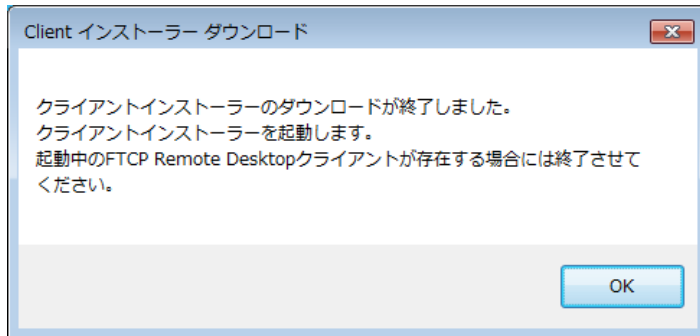 Client インストーラー ダウンロード
クライアントインストーラーのダウンロードが終了しました。
クライアントインストーラーを起動します。
起動中のFTCP Remote Desktopクライアントが存在する場合には終了させて
ください。
OK